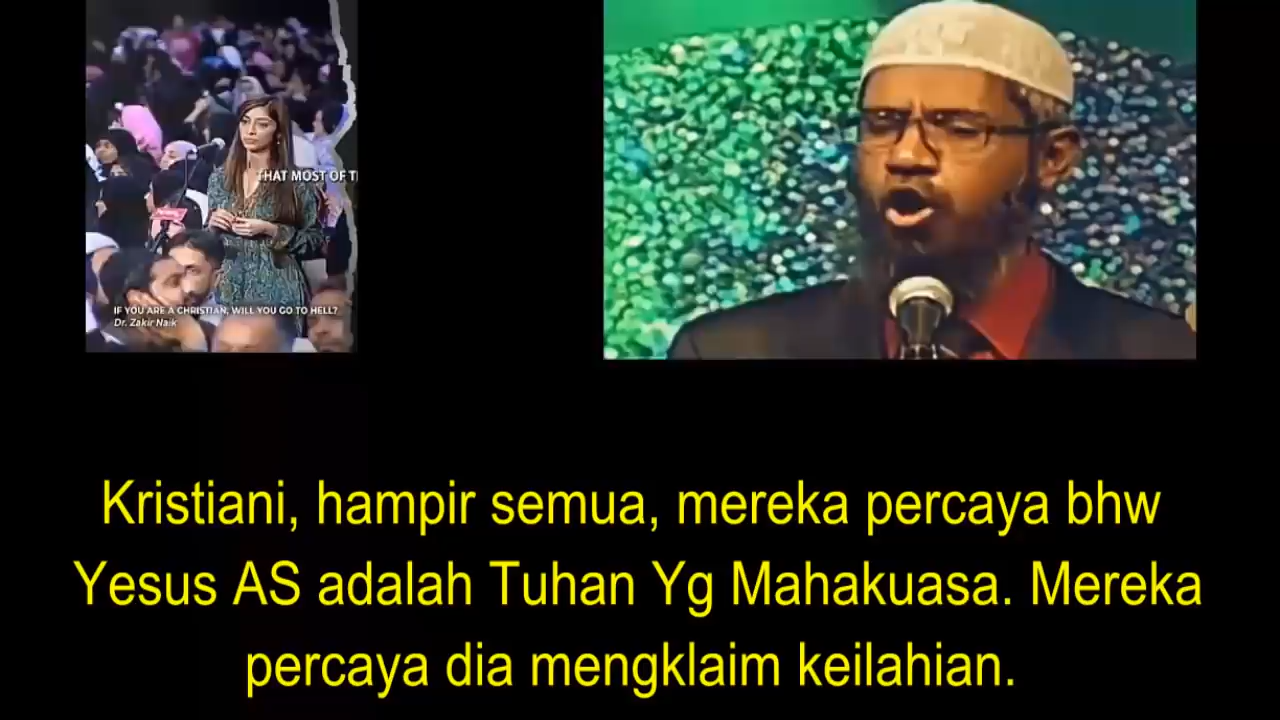 THAT MOST OF T
IF YOU ARE A CHRISTIAN, WILL YOU GO TO HELL?
Dr. Zakir Naik
Kristiani, hampir semua, mereka percaya bhw
Yesus AS adalah Tuhan Yg Mahakuasa. Mereka
percaya dia mengklaim keilahian.